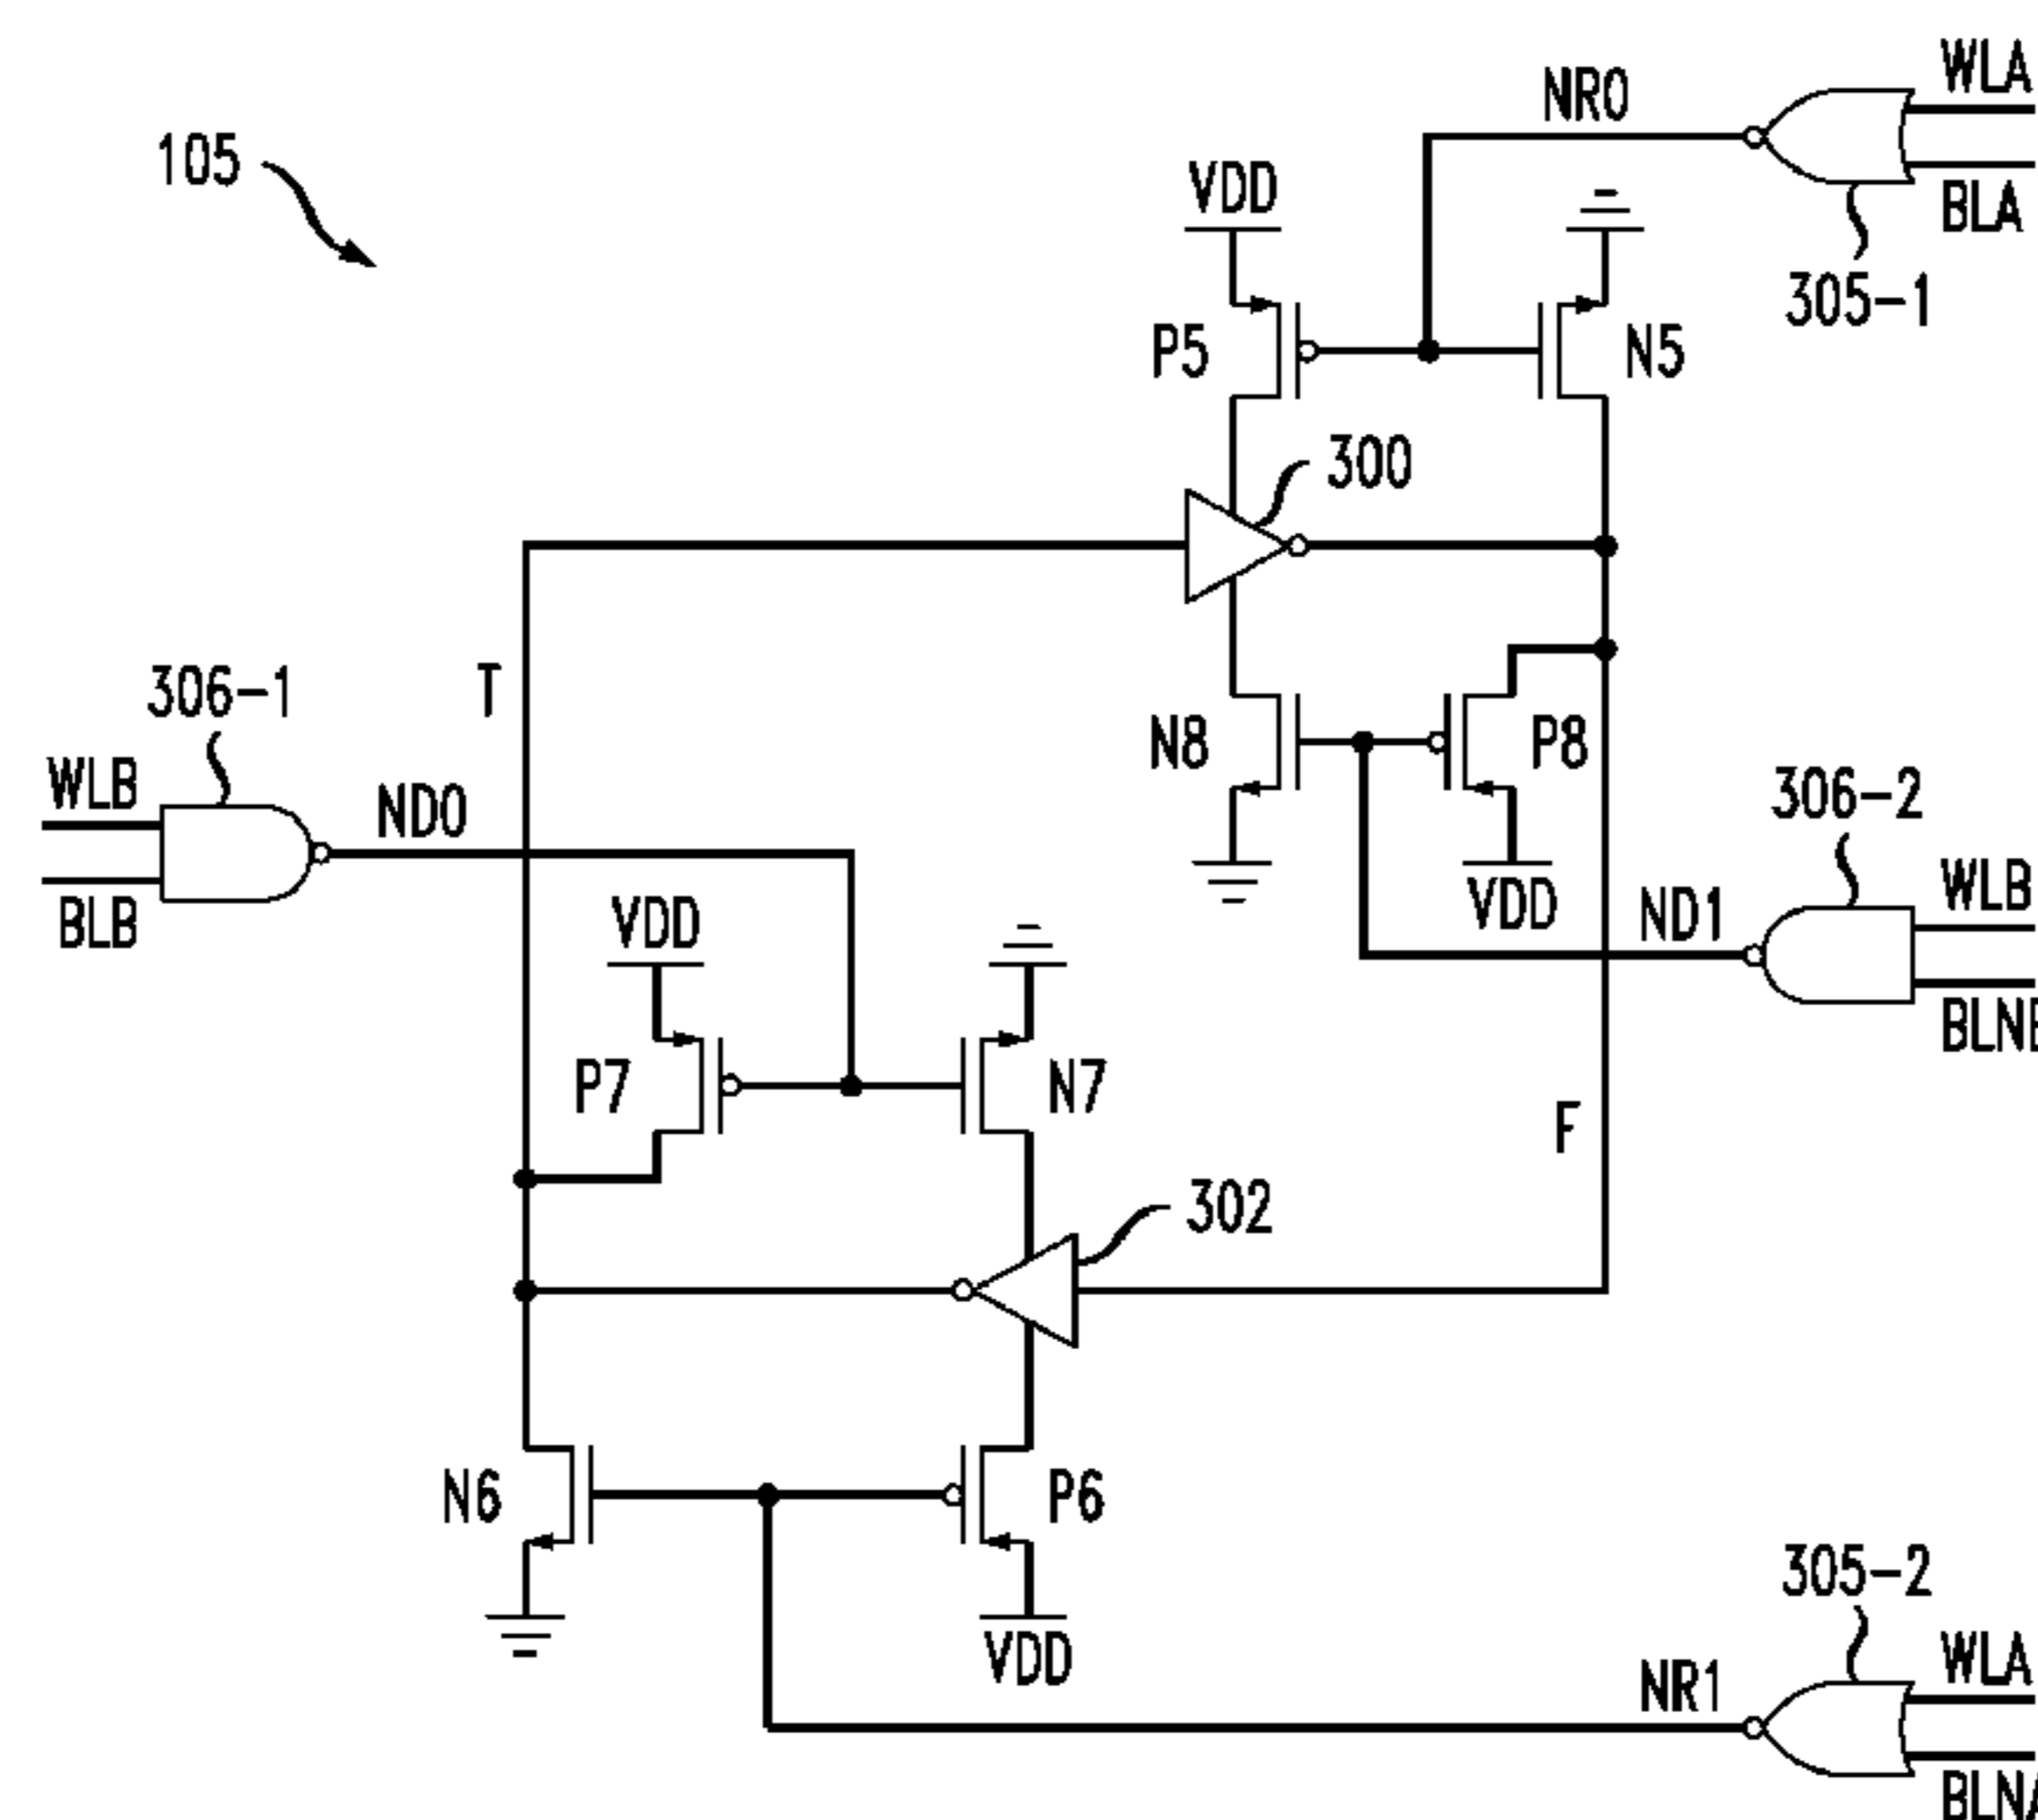 WLA
NR0
105
VDD
BLA
305-1
P5
N5
300
306-1
T
N8
P8
WLB
ND0
306-2
VDD
WLB
BLB
VDD
ND1
P7
N7
F
302
N6
P6
305-2
VDD
NR1
WLA